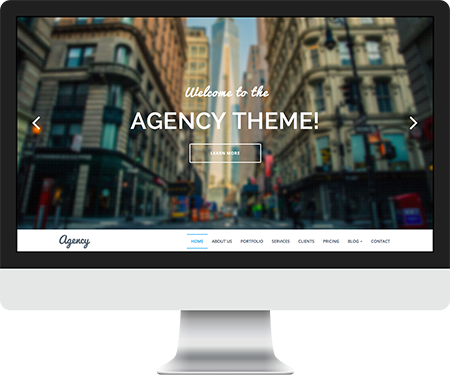 Welcome to the
AGENCY THEME!
LEARN MORE
Agency HOME ABOUT US PORTFOLIO SERVICES CLIENTS PRICING BLOG CONTACT